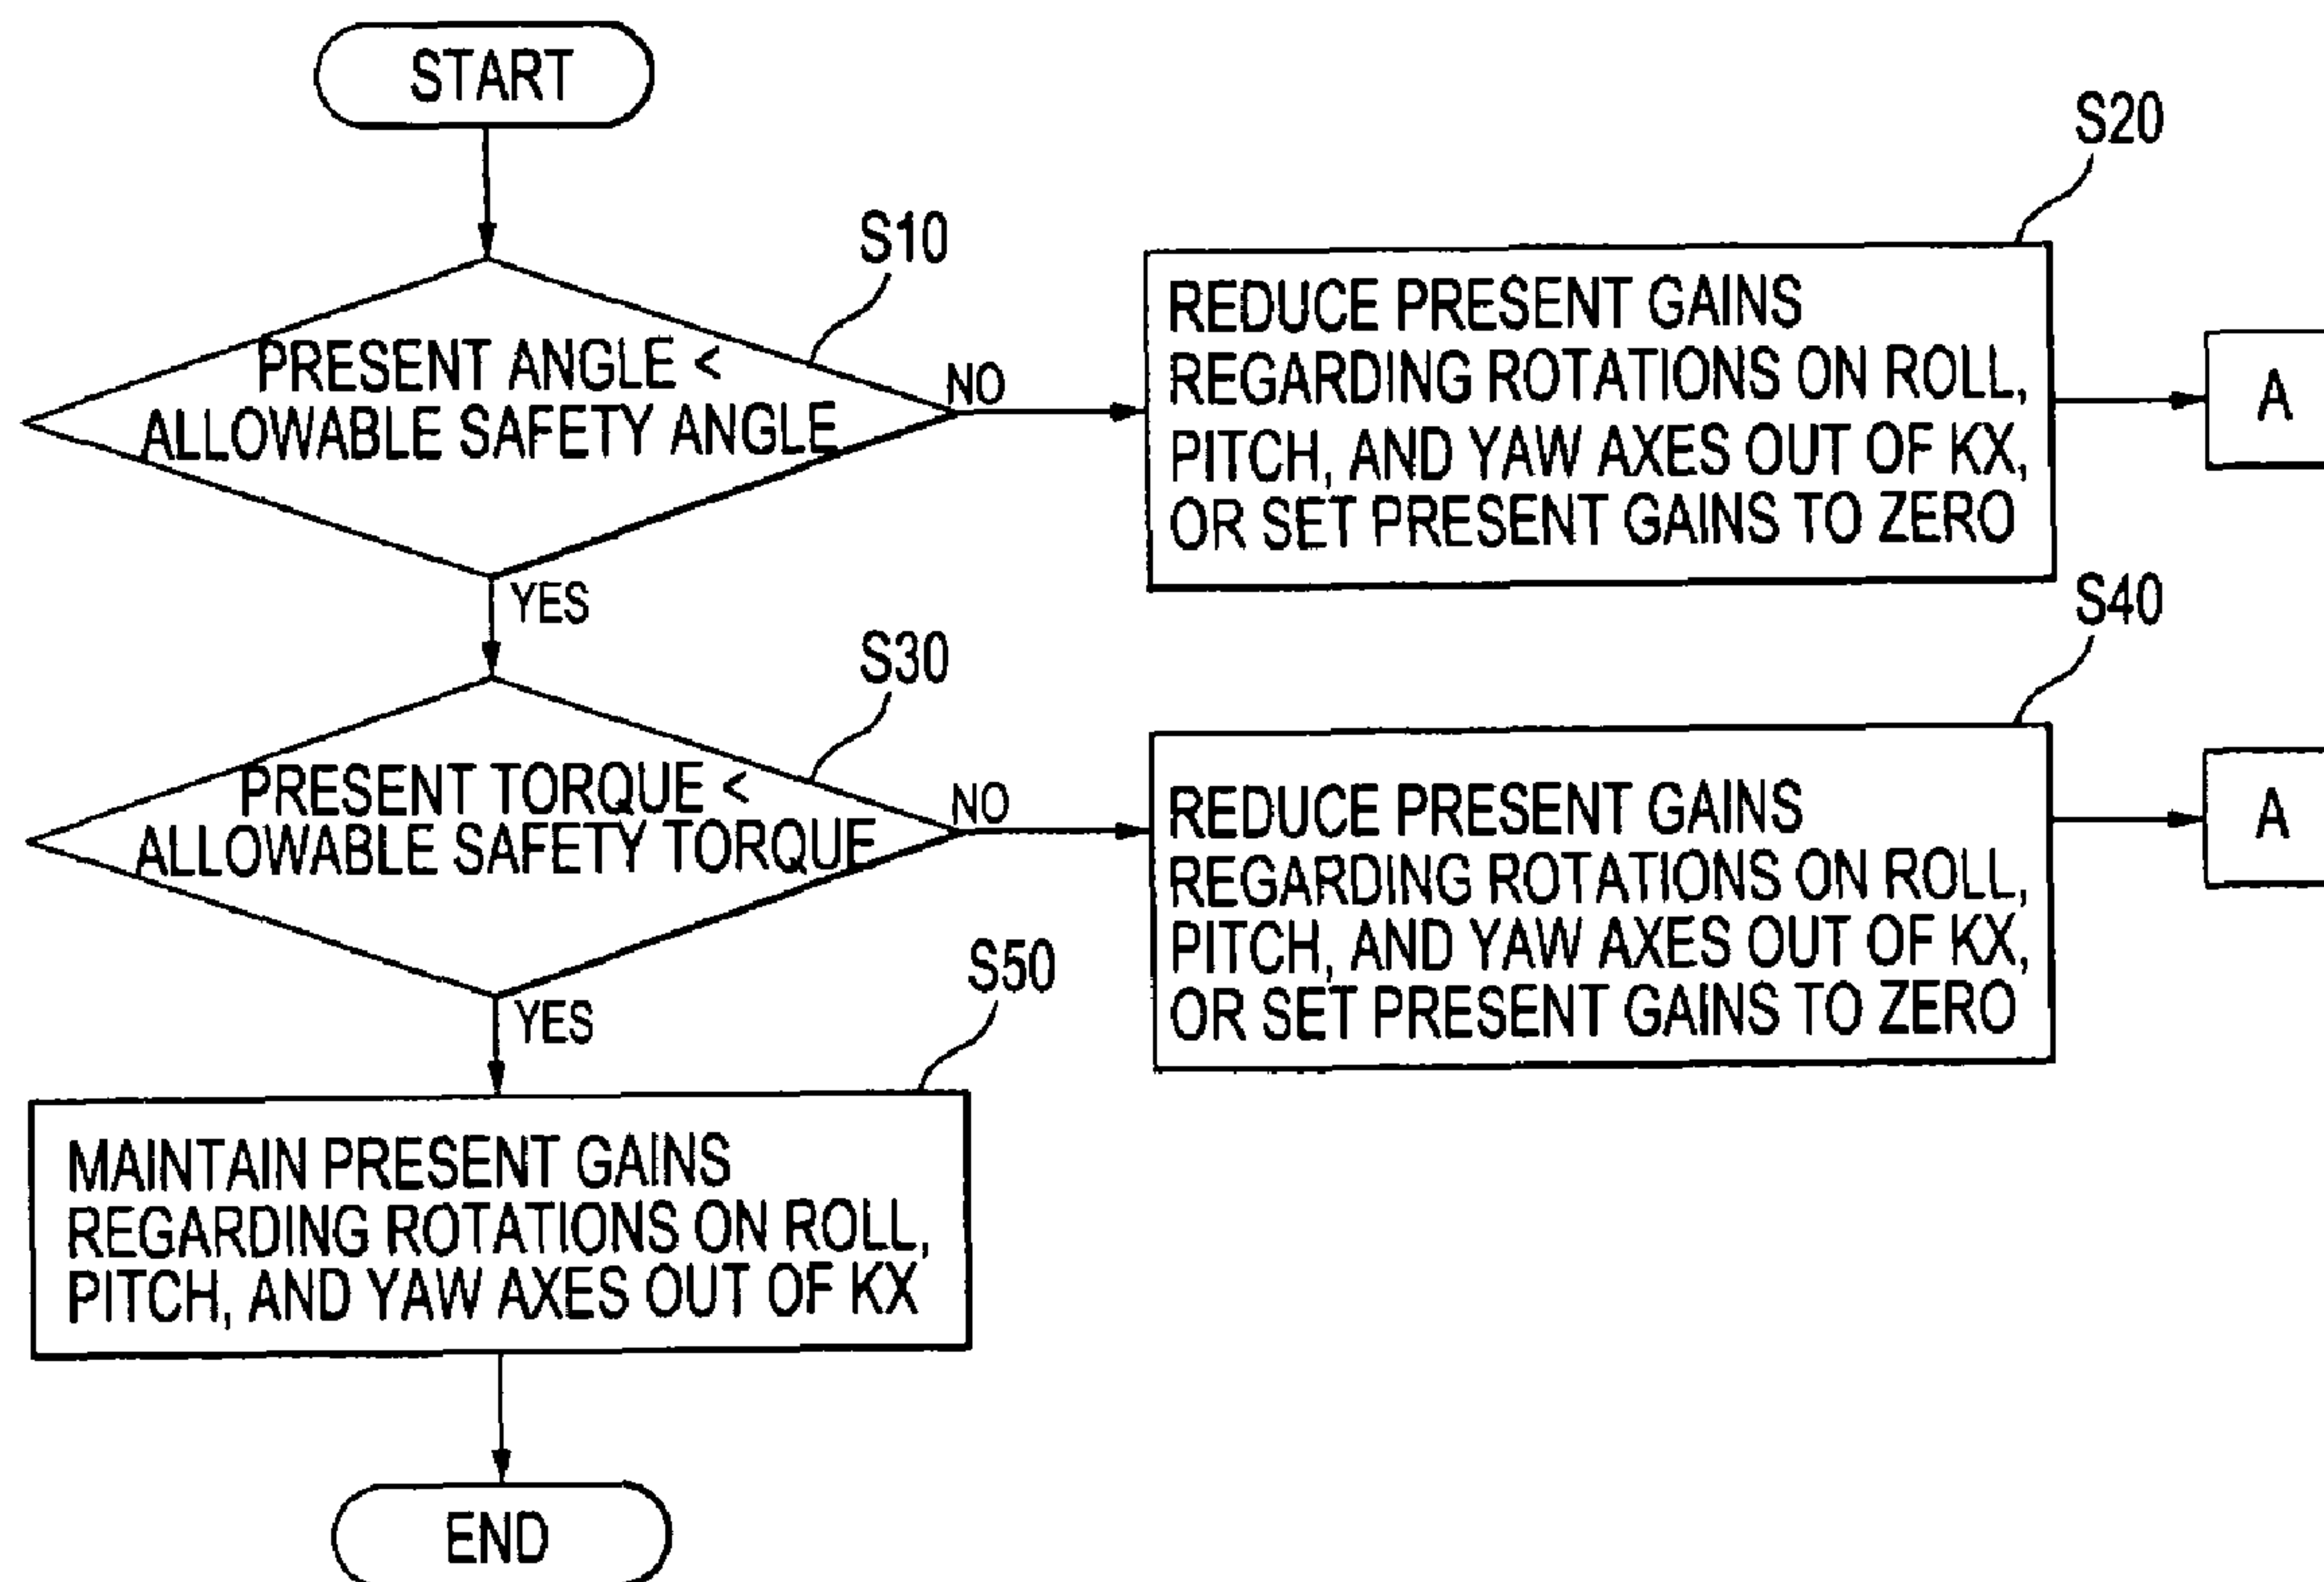 START
S10
PRESENT ANGLE <
ALLOWABLE SAFETY ANGLE
NO
S20
REDUCE PRESENT GAINS
REGARDING ROTATIONS ON ROLL,
PITCH, AND YAW AXES OUT OF KX,
OR SET PRESENT GAINS TO ZERO
A
YES
S30
PRESENT TORQUE <
ALLOWABLE SAFETY TORQUE
NO
S40
REDUCE PRESENT GAINS
REGARDING ROTATIONS ON ROLL,
PITCH, AND YAW AXES OUT OF KX,
OR SET PRESENT GAINS TO ZERO
A
YES
S50
MAINTAIN PRESENT GAINS
REGARDING ROTATIONS ON ROLL,
PITCH, AND YAW AXES OUT OF KX
END